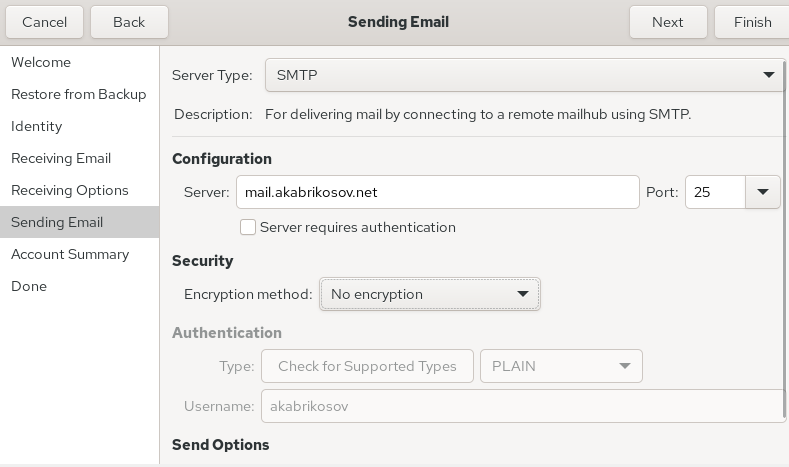 Cancel Back Sending Email Next Finish
Welcome
Restore from Backup
Identity
Receiving Email
Receiving Options
Sending Email
Account Summary
Done
Server Type: SMTP
Description: For delivering mail by connecting to a remote mailhub using SMTP.
Configuration
Server: mail.akabrikosov.net Port: 25
Server requires authentication
Security
Encryption method: No encryption
Authentication
Type: Check for Supported Types PLAIN
Username: akabrikosov
Send Options